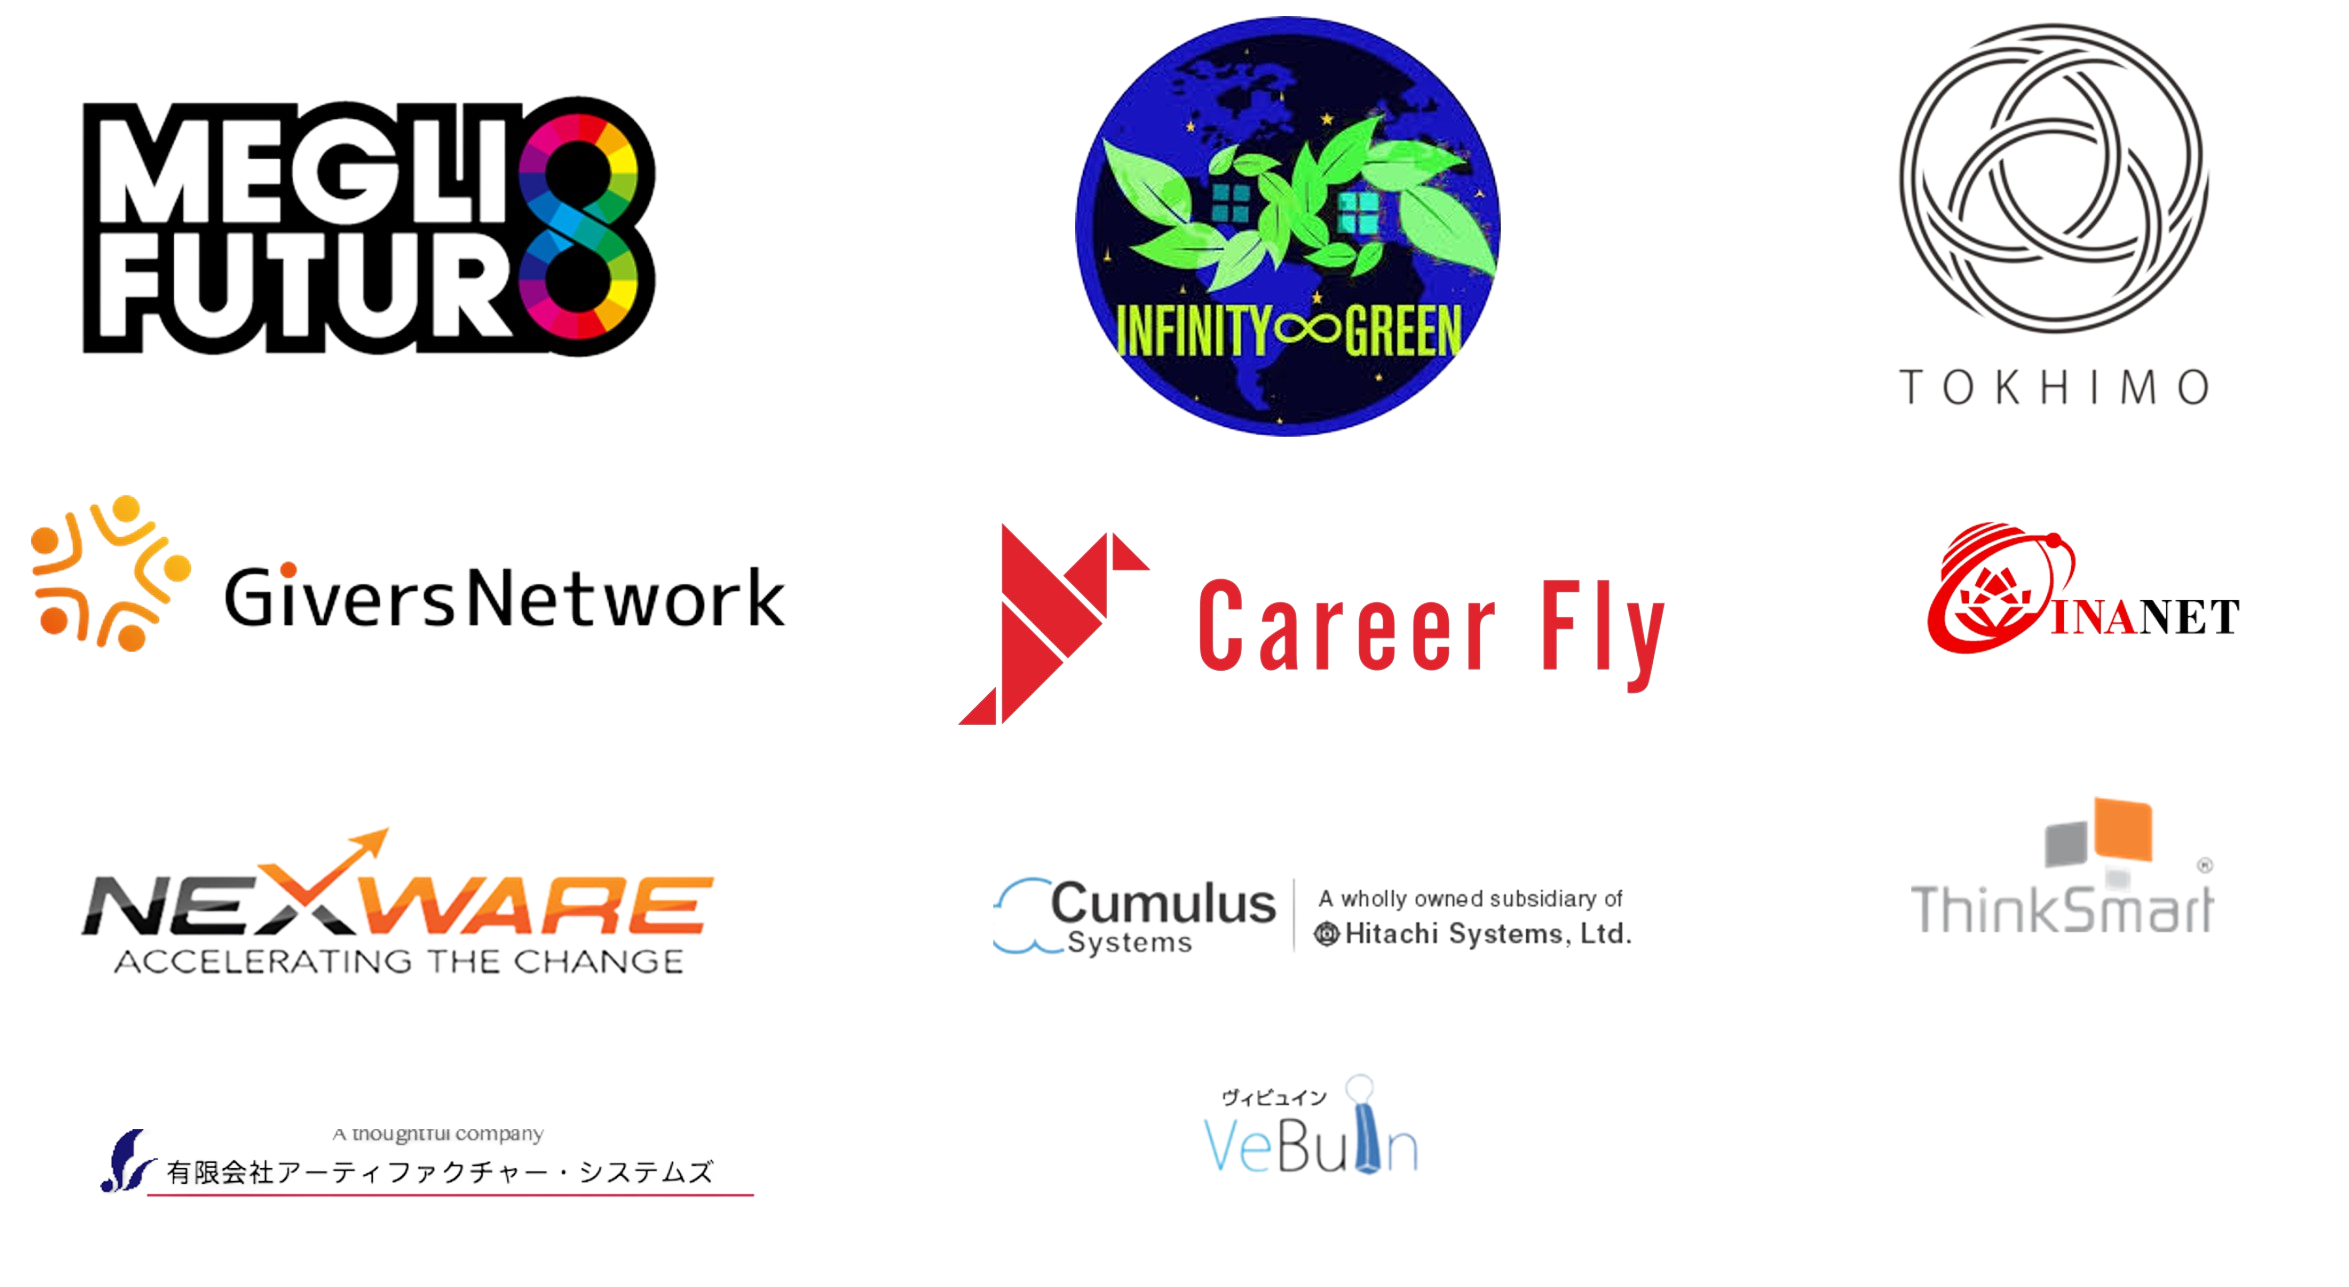 MEGLI8
FUTUR
INFINITY∞GREEN
TOKHIMO
GiversNetwork
Career Fly
INANET
NEXWARE
ACCELERATING THE CHANGE
Cumulus
Systems
A wholly owned subsidiary of
Hitachi Systems, Ltd.
ThinkSmart®
A thoughtful company
有限会社アーティファクチャー・システムズ
ヴィビュイン
VeBuIn